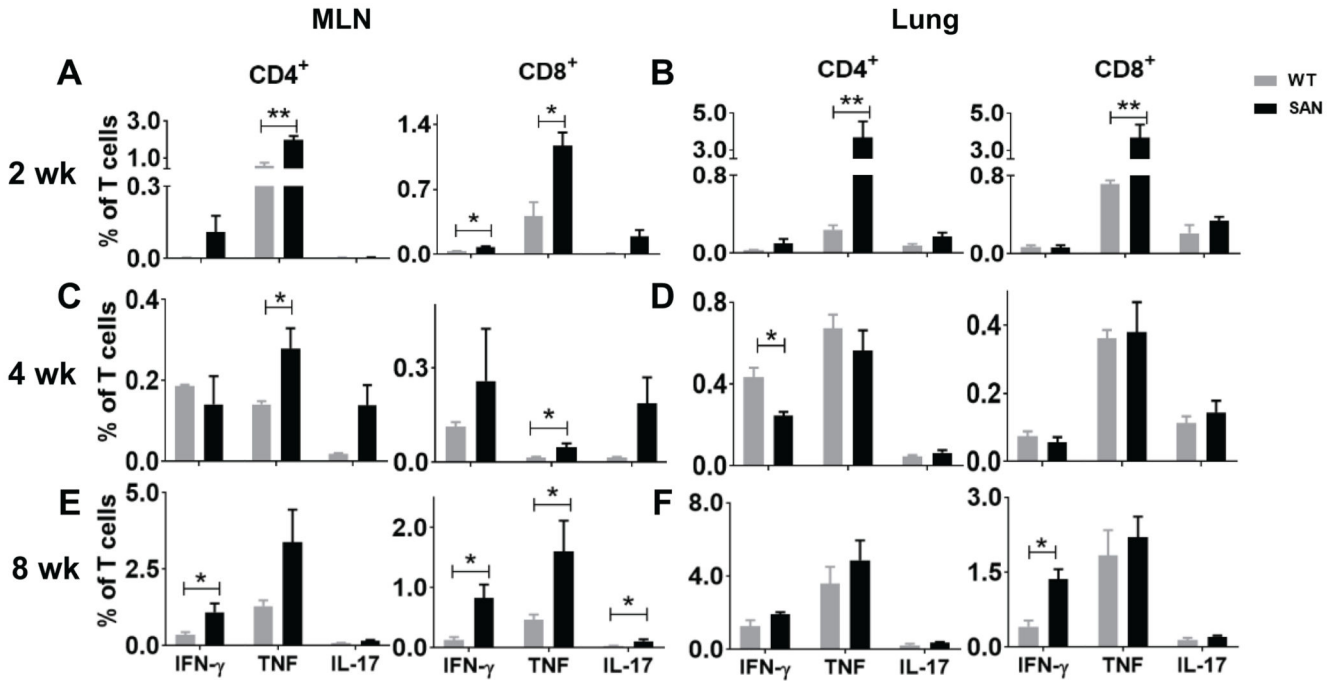 MLN Lung
A CD4+ CD8+ B CD4+ CD8+ WT
SAN
2 wk % of T cells 3.0 1.0 0.3 0.0 ** 1.4 0.7 0.0 * * 5.0 3.0 0.8 0.0 ** 5.0 3.0 0.8 0.0 **
C D
4 wk % of T cells 0.4 0.2 0.0 * 0.3 0.0 * 0.8 0.4 0.0 * 0.4 0.2 0.0
E F
8 wk % of T cells 5.0 2.5 0.0 * 2.0 1.0 0.0 * * * 8.0 4.0 0.0 3.0 1.5 0.0 *
IFN-γ TNF IL-17 IFN-γ TNF IL-17 IFN-γ TNF IL-17 IFN-γ TNF IL-17